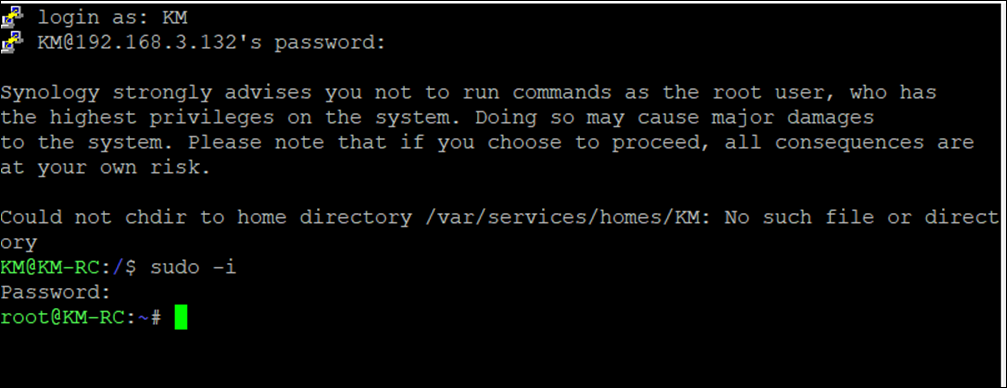 login as: KM
KM@192.168.3.132's password:
Synology strongly advises you not to run commands as the root user, who has
the highest privileges on the system. Doing so may cause major damages
to the system. Please note that if you choose to proceed, all consequences are
at your own risk.
Could not chdir to home directory /var/services/homes/KM: No such file or direct
ory
KM@KM-RC:/$ sudo -i
Password:
root@KM-RC:~#